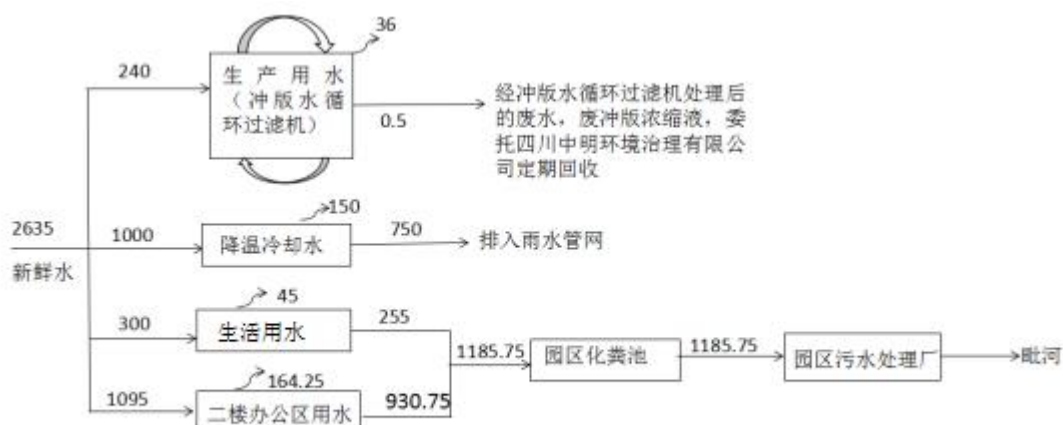 36
240
生产用水
（冲版水循
环过滤机）
0.5
经冲版水循环过滤机处理后
的废水，废冲版浓缩液，委
托四川中明环境治理有限公
司定期回收
2635
新鲜水
1000
150
降温冷却水
750
排入雨水管网
45
300
生活用水
255
1185.75
园区化粪池
1185.75
园区污水处理厂
毗河
164.25
1095
二楼办公区用水
930.75